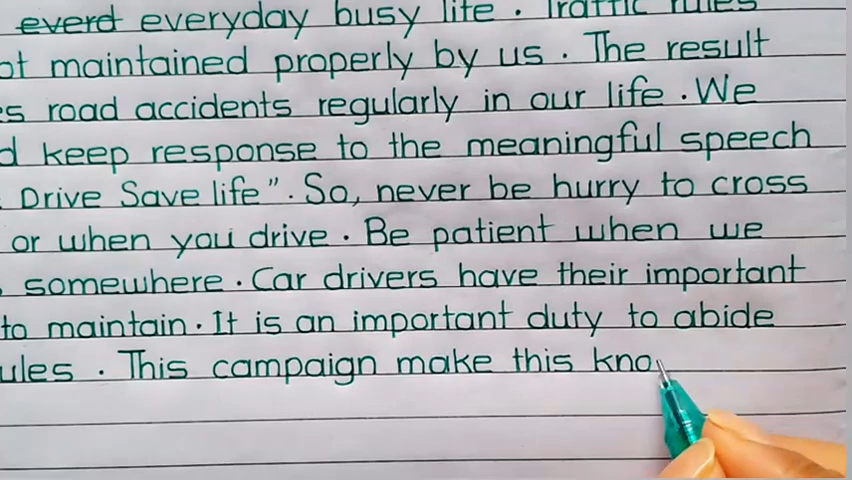 everd everyday busy life . Traffic rules
ot maintained properly by us . The result
es road accidents regularly in our life . We
d keep response to the meaningful speech
Drive Save life". So, never be hurry to cross
or when you drive . Be patient when we
somewhere . Car drivers have their important
to maintain . It is an important duty to abide
ules . This campaign make this kno